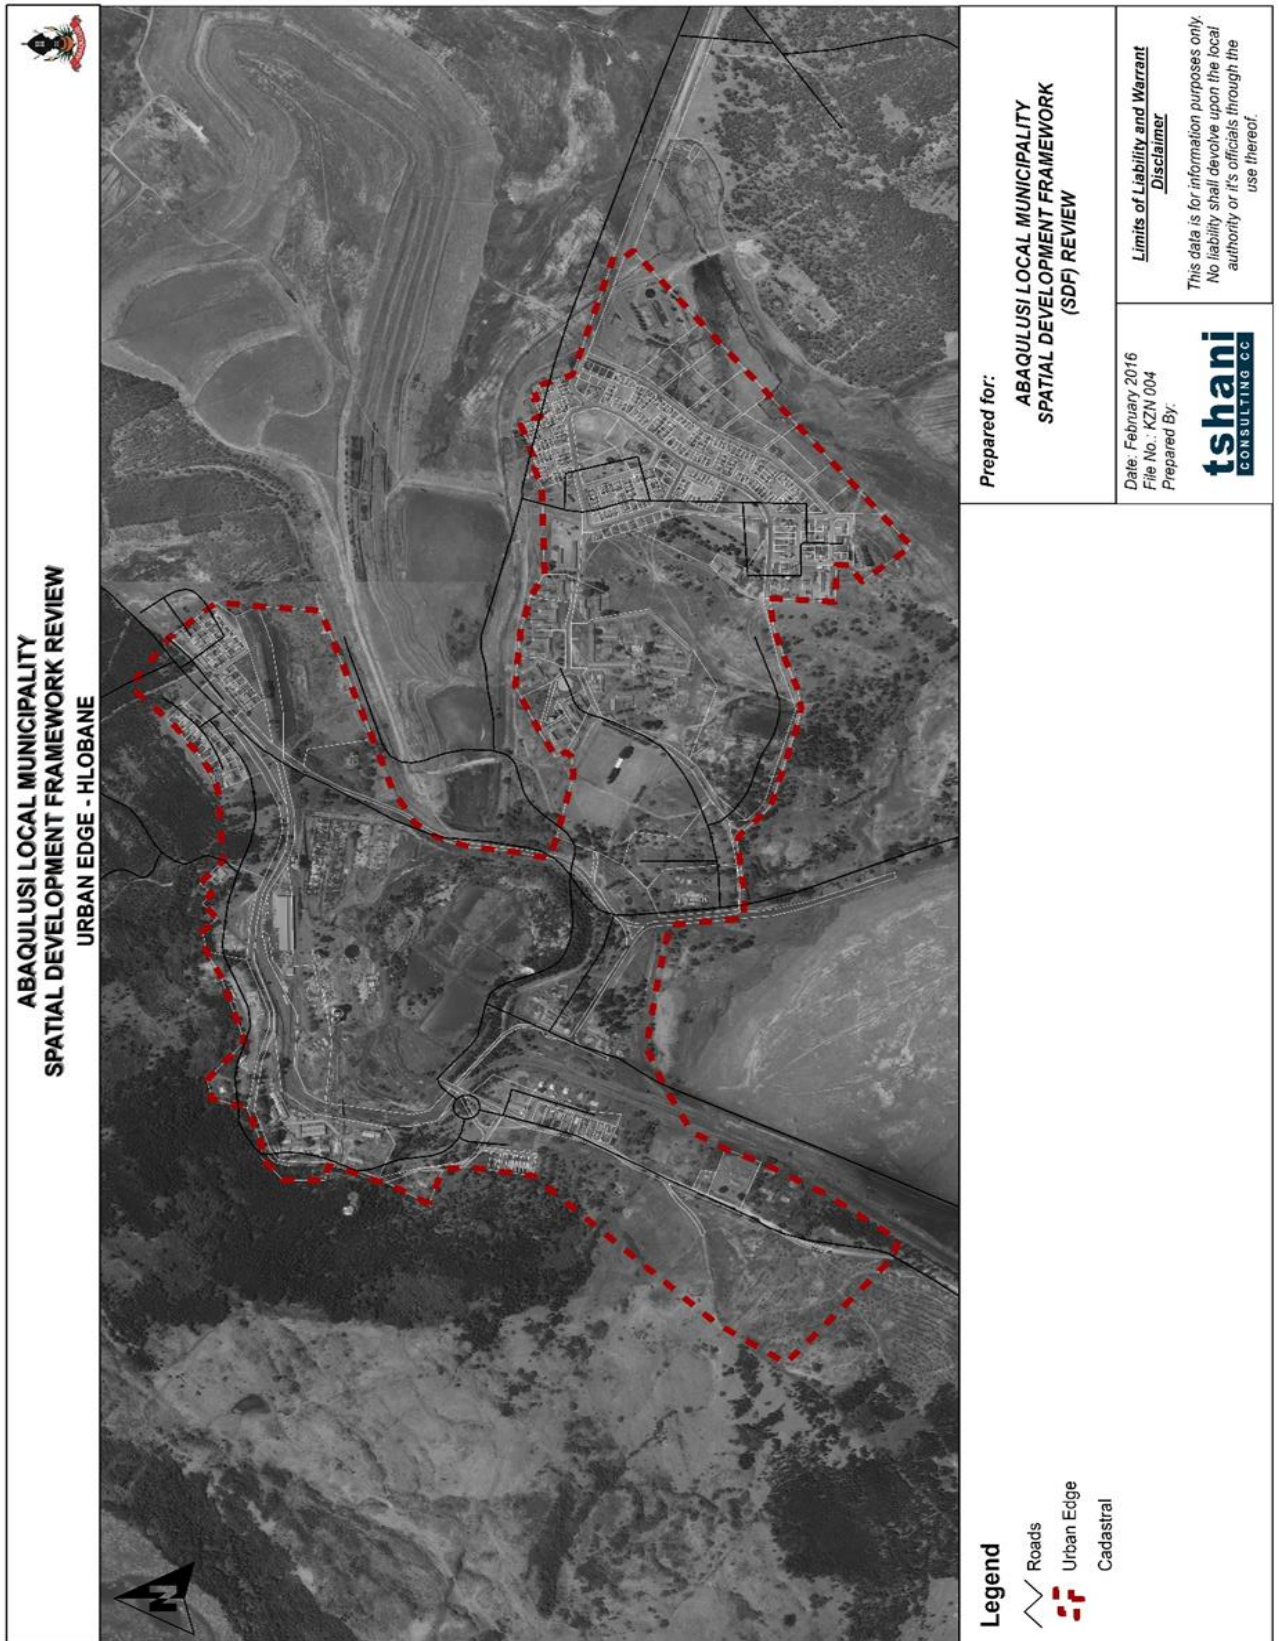 ABAQULUSI LOCAL MUNICIPALITY
SPATIAL DEVELOPMENT FRAMEWORK REVIEW
URBAN EDGE - HLOBANE
N
Legend
Roads
Urban Edge
Cadastral
Prepared for:
ABAQULUSI LOCAL MUNICIPALITY
SPATIAL DEVELOPMENT FRAMEWORK
(SDF) REVIEW
Date: February 2016
File No.: KZN 004
Prepared By:
tshani
CONSULTING CC
Limits of Liability and Warrant
Disclaimer
This data is for information purposes only.
No liability shall devolve upon the local
authority or it's officials through the
use thereof.